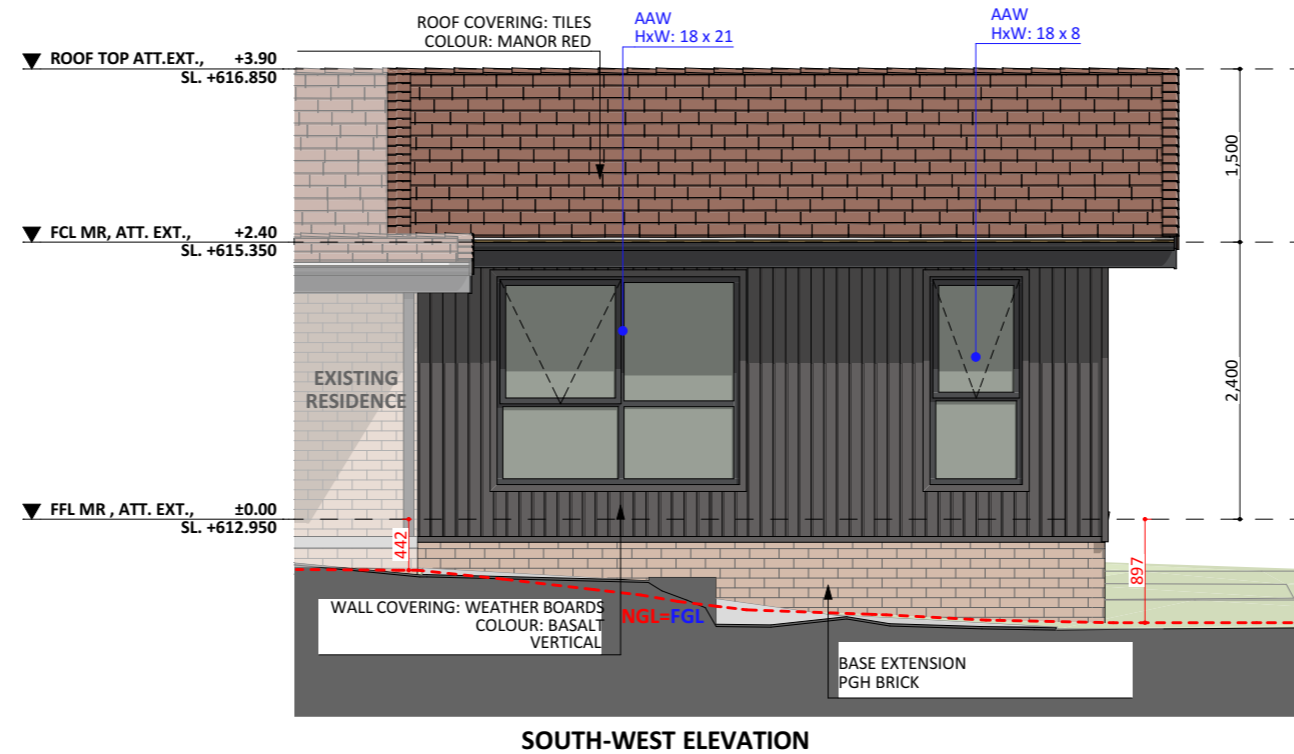 ROOF COVERING: TILES
COLOUR: MANOR RED
AAW
HxW: 18 x 21
AAW
HxW: 18 x 8
ROOF TOP ATT.EXT., +3.90
SL. +616.850
1,500
FCL MR, ATT. EXT., +2.40
SL. +615.350
2,400
EXISTING
RESIDENCE
FFL MR , ATT. EXT., ±0.00
SL. +612.950
442
897
WALL COVERING: WEATHER BOARDS
COLOUR: BASALT
VERTICAL
NGL=FGL
BASE EXTENSION
PGH BRICK
SOUTH-WEST ELEVATION